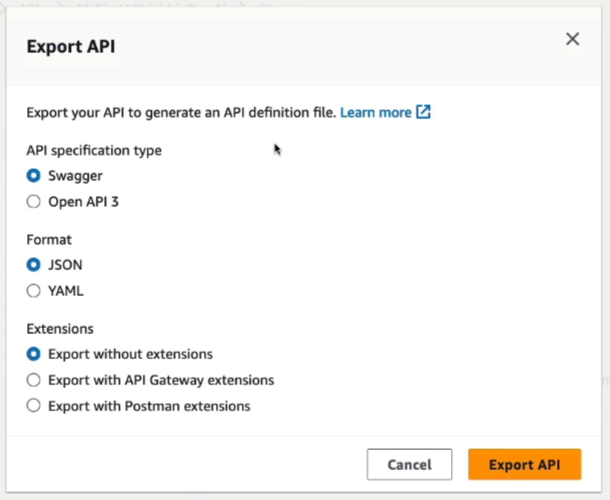 Export API
Export your API to generate an API definition file. Learn more
API specification type
Swagger
Open API 3
Format
JSON
YAML
Extensions
Export without extensions
Export with API Gateway extensions
Export with Postman extensions
Cancel
Export API